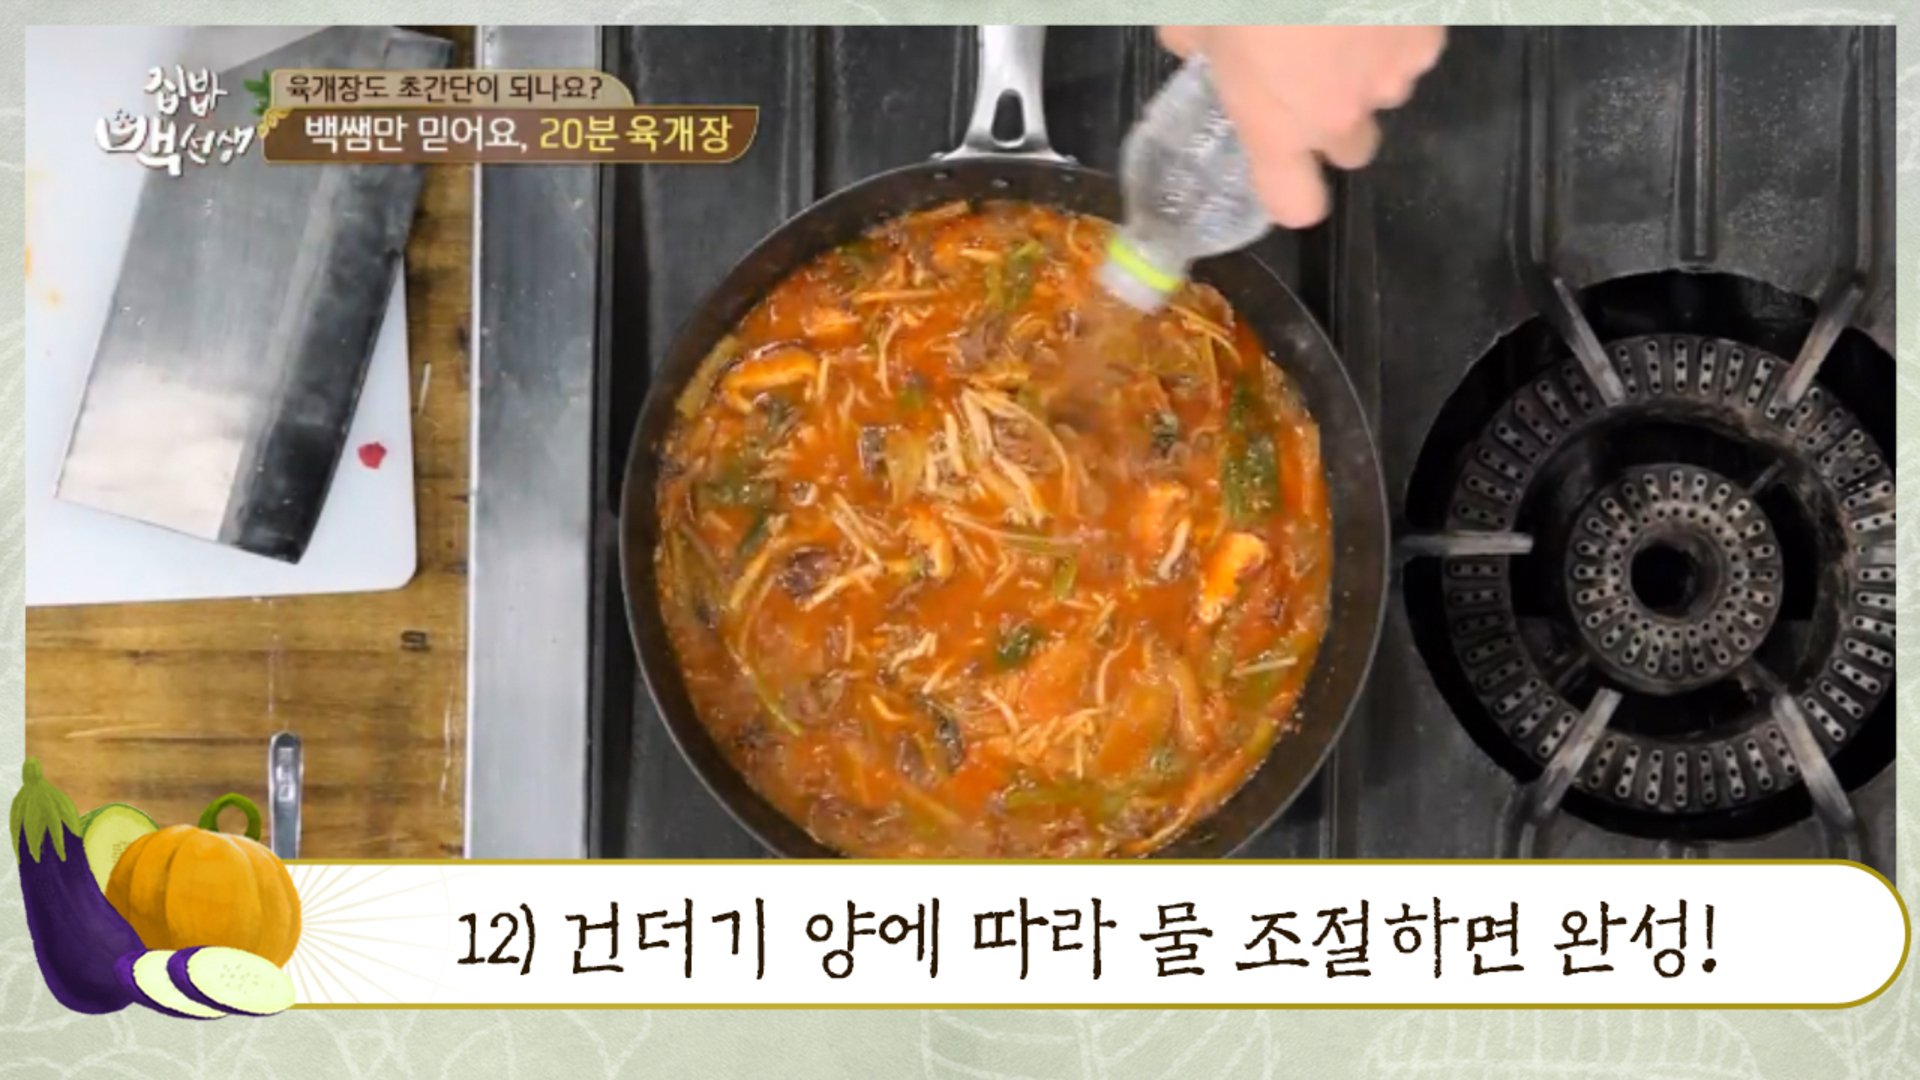 집밥
백선생
육개장도 초간단이 되나요?
백쌤만 믿어요, 20분 육개장
12) 건더기 양에 따라 물 조절하면 완성!